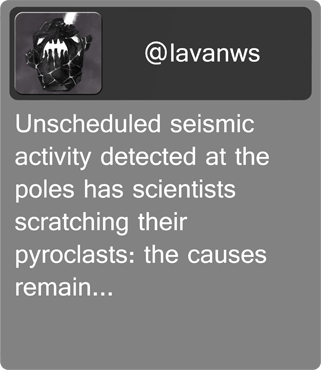 @lavanws
Unscheduled seismic
activity detected at the
poles has scientists
scratching their
pyroclasts: the causes
remain...